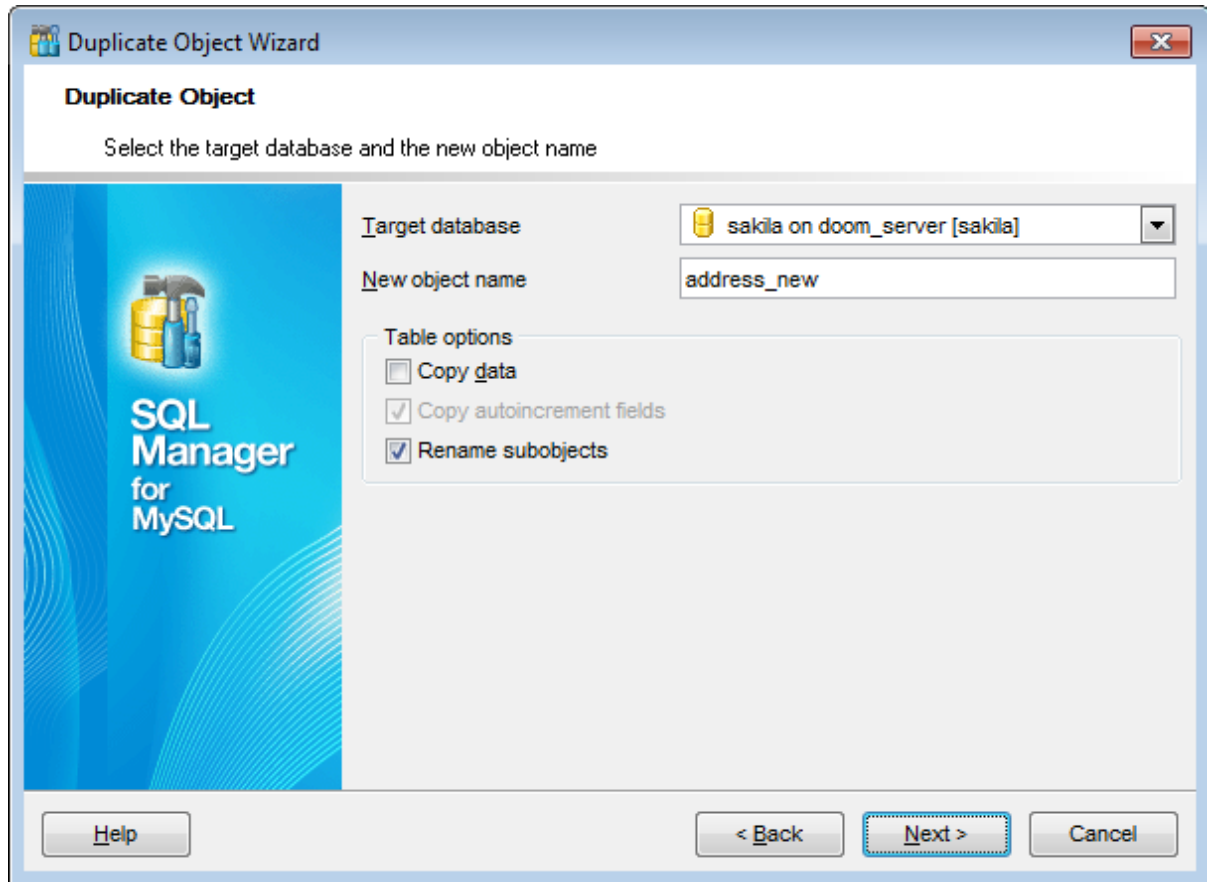 Duplicate Object Wizard
Duplicate Object
Select the target database and the new object name
Target database
sakila on doom_server [sakila]
New object name
address_new
Table options
Copy data
Copy autoincrement fields
Rename subobjects
SQL
Manager
for
MySQL
Help
< Back
Next >
Cancel